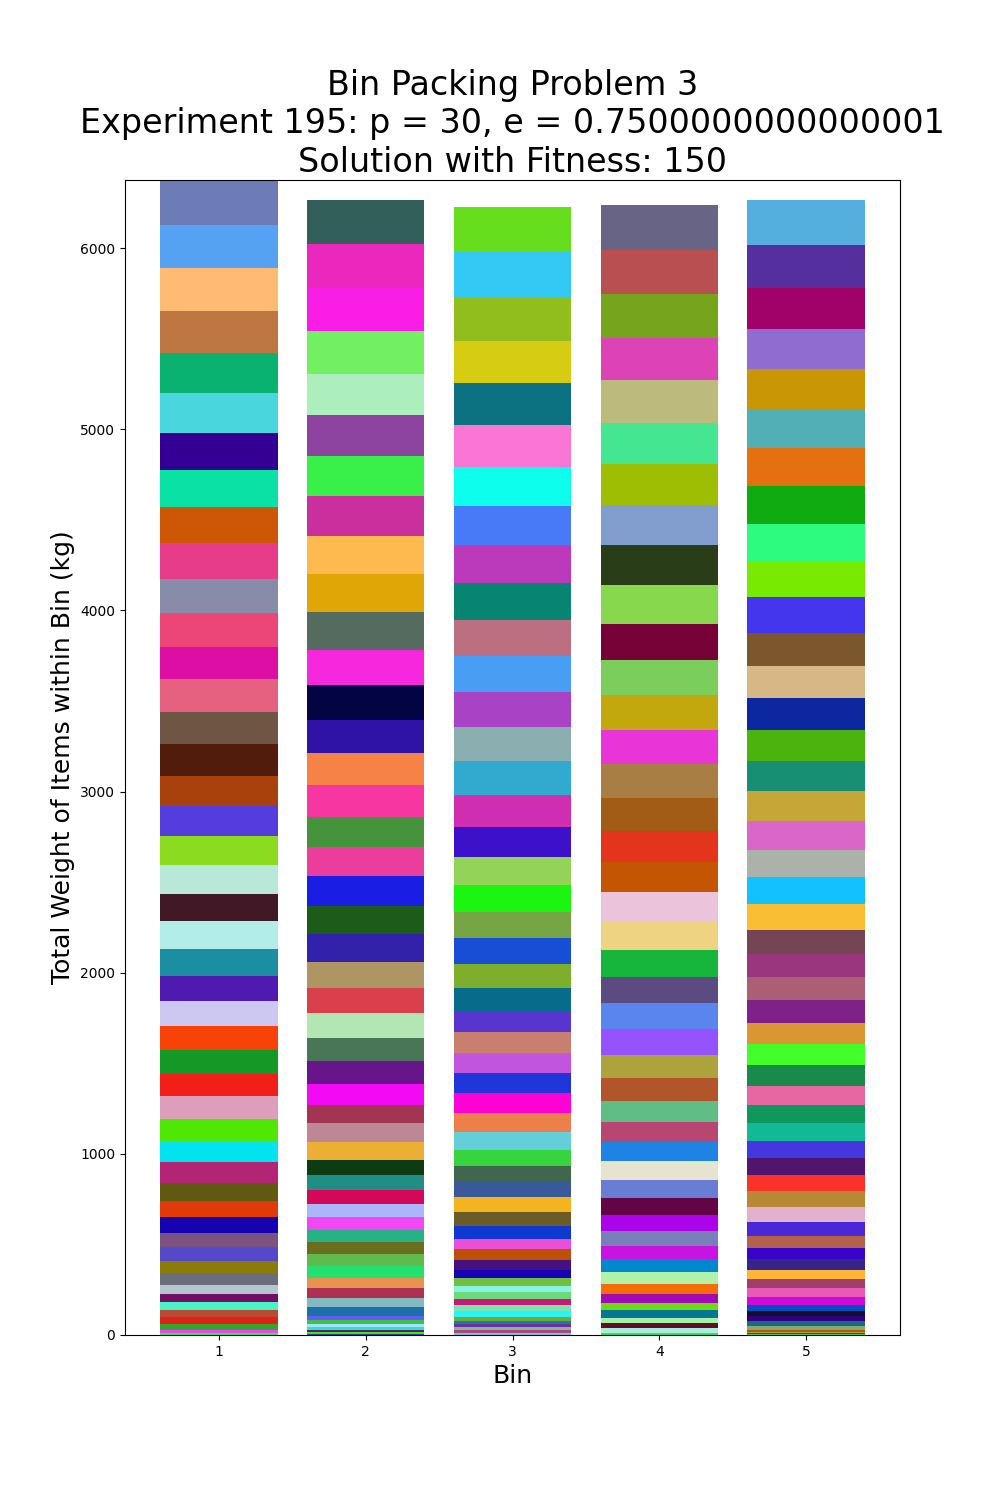 Bin Packing Problem 3
Experiment 195: p = 30, e = 0.7500000000000001
Solution with Fitness: 150
Total Weight of Items within Bin (kg)
6000
5000
4000
3000
2000
1000
0
1 2 3 4 5
Bin